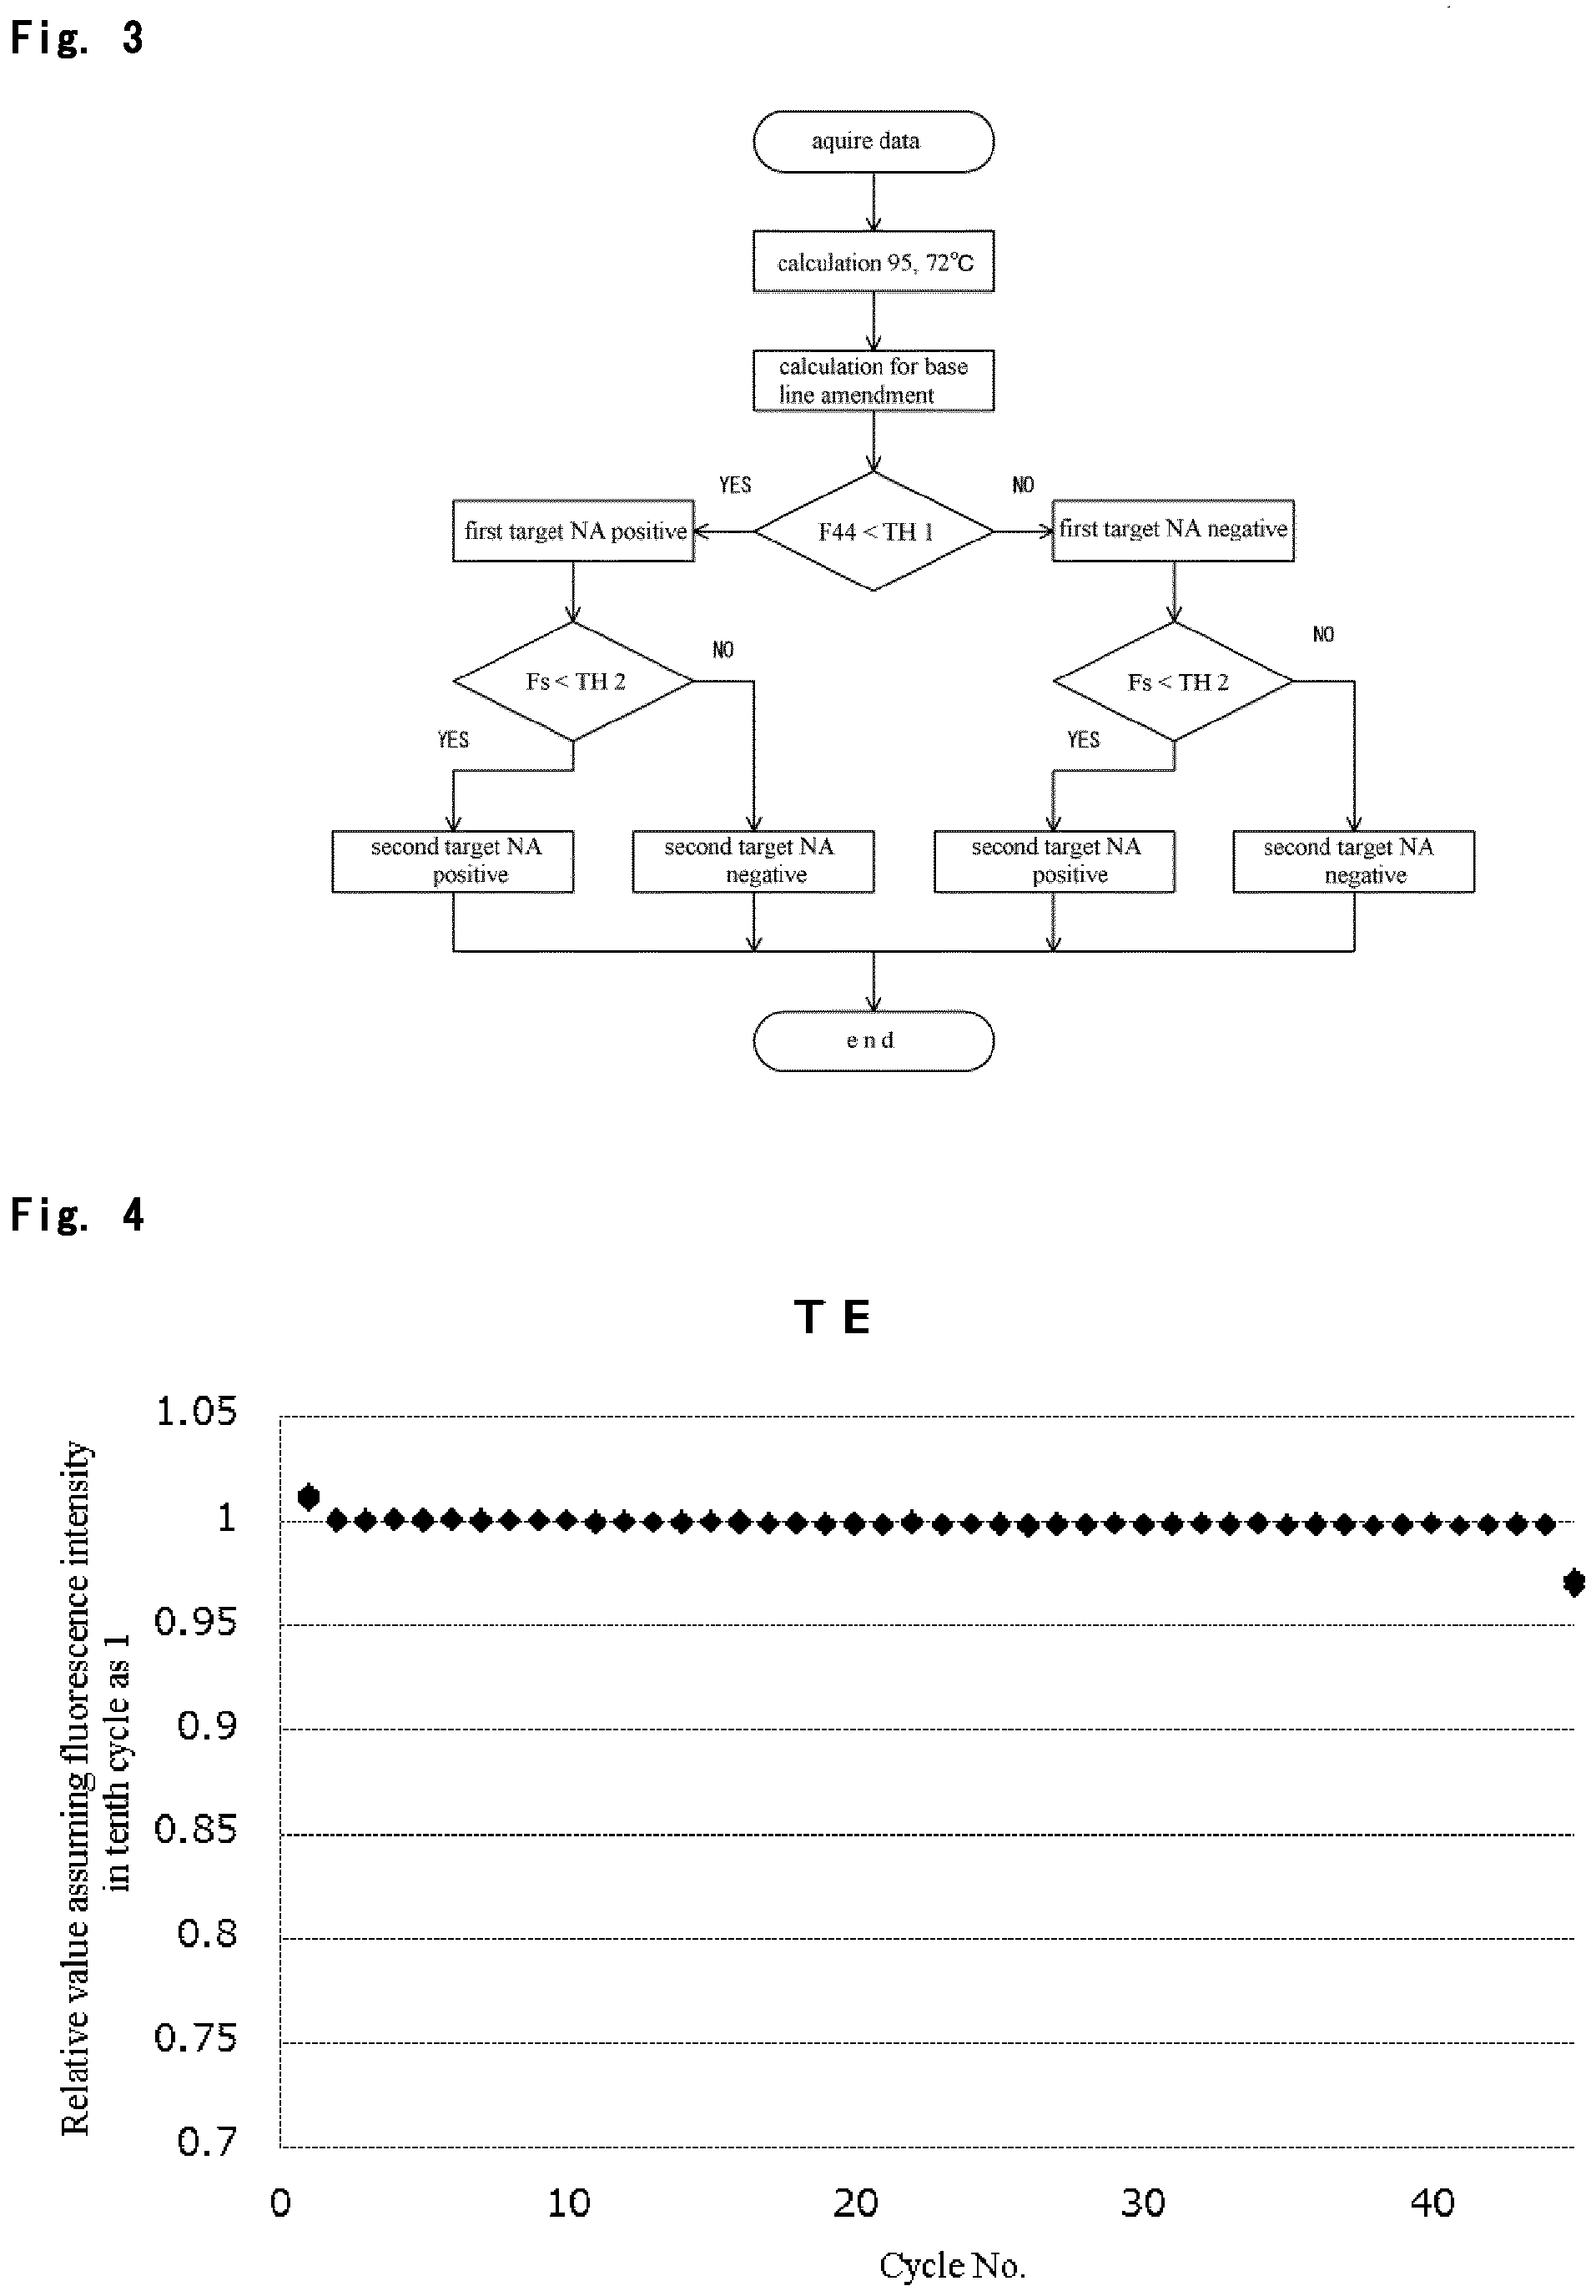 Fig. 3
aquire data
calculation 95, 72℃
calculation for base
line amendment
YES
NO
first target NA positive
F44 < TH 1
first target NA negative
NO
NO
Fs < TH 2
Fs < TH 2
YES
YES
second target NA
positive
second target NA
negative
second target NA
positive
second target NA
negative
end
Fig. 4
TE
Relative value assuming fluorescence intensity
in tenth cycle as 1
1.05
1
0.95
0.9
0.85
0.8
0.75
0.7
0 10 20 30 40
Cycle No.